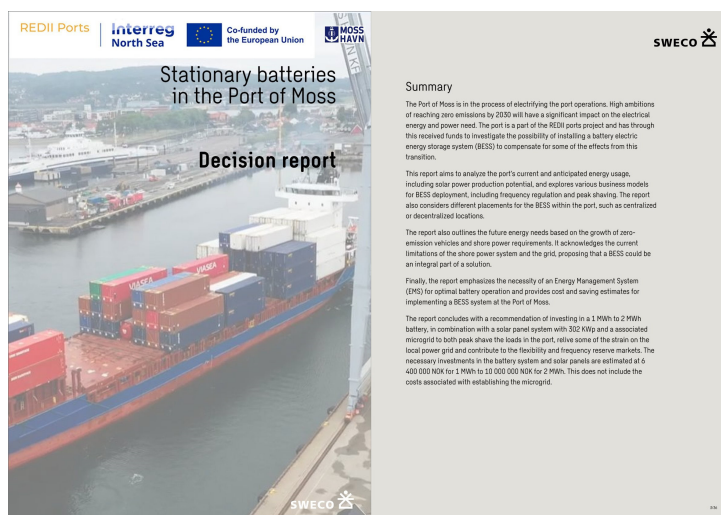 REDII Ports
Interreg
North Sea
Co-funded by
the European Union
MOSS
HAVN
Stationary batteries
in the Port of Moss
Decision report
VIASEA
VIASEA
SWECO
SWECO
Summary
The Port of Moss is in the process of electrifying the port operations. High ambitions
of reaching zero emissions by 2030 will have a significant impact on the electrical
energy and power need. The port is a part of the REDII ports project and has through
this received funds to investigate the possibility of installing a battery electric
energy storage system (BESS) to compensate for some of the effects from this
transition.
This report aims to analyze the port's current and anticipated energy usage,
including solar power production potential, and explores various business models
for BESS deployment, including frequency regulation and peak shaving. The report
also considers different placements for the BESS within the port, such as centralized
or decentralized locations.
The report also outlines the future energy needs based on the growth of zero-
emission vehicles and shore power requirements. It acknowledges the current
limitations of the shore power system and the grid, proposing that a BESS could be
an integral part of a solution.
Finally, the report emphasizes the necessity of an Energy Management System
(EMS) for optimal battery operation and provides cost and saving estimates for
implementing a BESS system at the Port of Moss.
The report concludes with a recommendation of investing in a 1 MWh to 2 MWh
battery, in combination with a solar panel system with 302 KWp and a associated
microgrid to both peak shave the loads in the port, relive some of the strain on the
local power grid and contribute to the flexibility and frequency reserve markets. The
necessary investments in the battery system and solar panels are estimated at 6
400 000 NOK for 1 MWh to 10 000 000 NOK for 2 MWh. This does not include the
costs associated with establishing the microgrid.